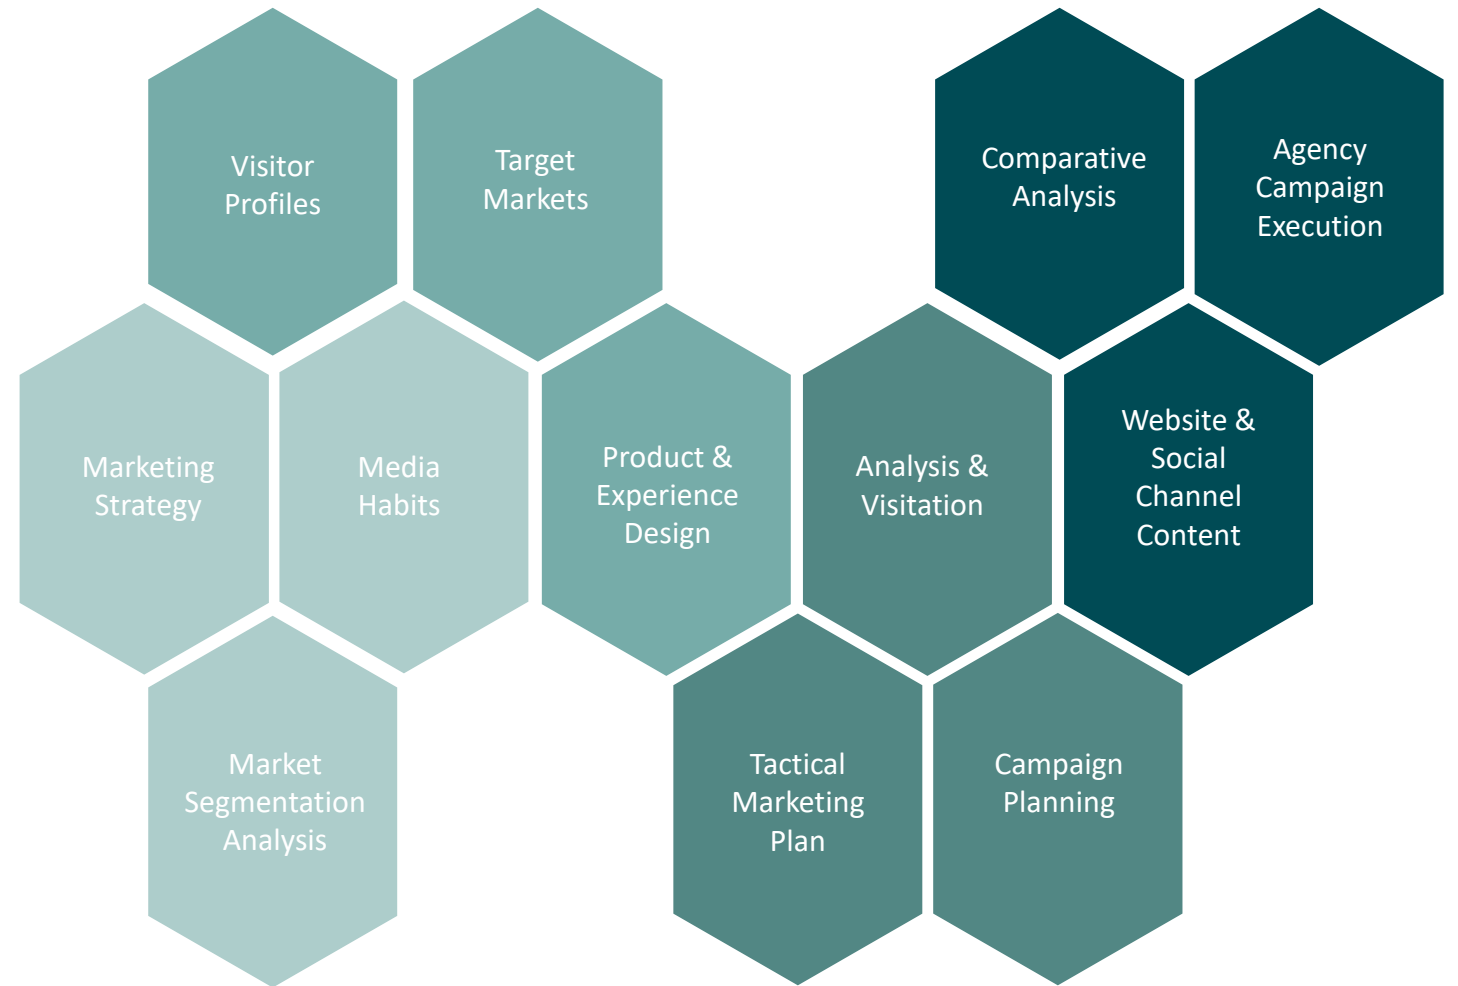 Visitor
Profiles
Target
Markets
Comparative
Analysis
Agency
Campaign
Execution
Marketing
Strategy
Media
Habits
Product &
Experience
Design
Analysis &
Visitation
Website &
Social
Channel
Content
Market
Segmentation
Analysis
Tactical
Marketing
Plan
Campaign
Planning